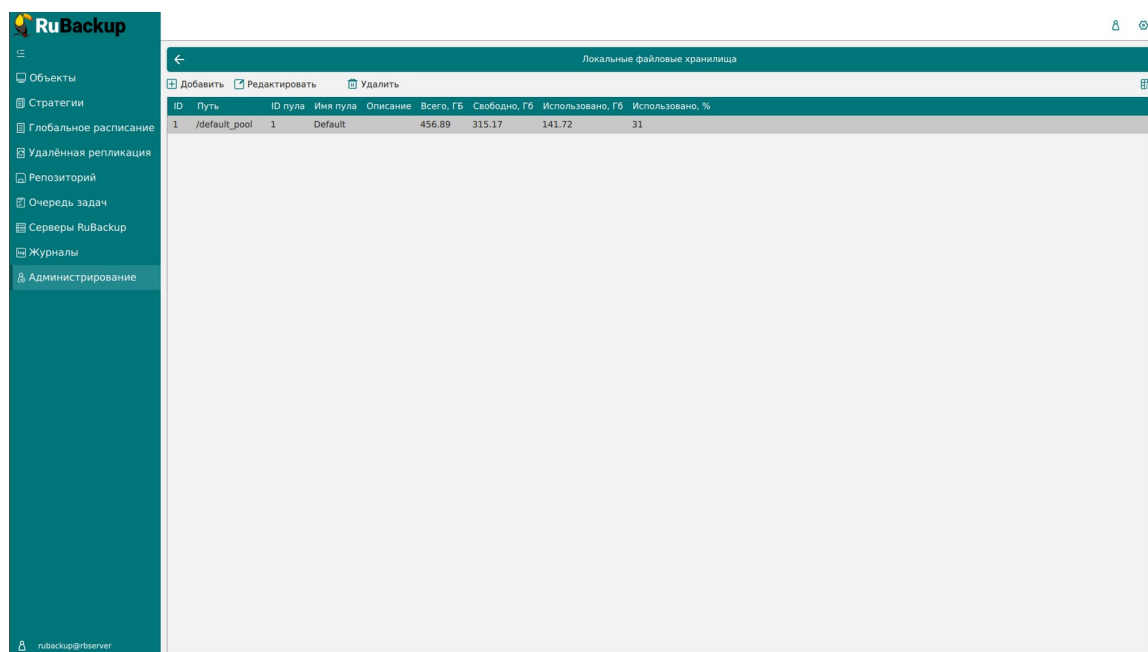 RuBackup
Локальные файловые хранилища
Объекты
Стратегии
Глобальное расписание
Удалённая репликация
Репозиторий
Очередь задач
Серверы RuBackup
Журналы
Администрирование
Добавить Редактировать Удалить
ID Путь ID пула Имя пула Описание Всего, ГБ Свободно, Гб Использовано, Гб Использовано, %
1 /default_pool 1 Default 456.89 315.17 141.72 31
rubackup@rbserver